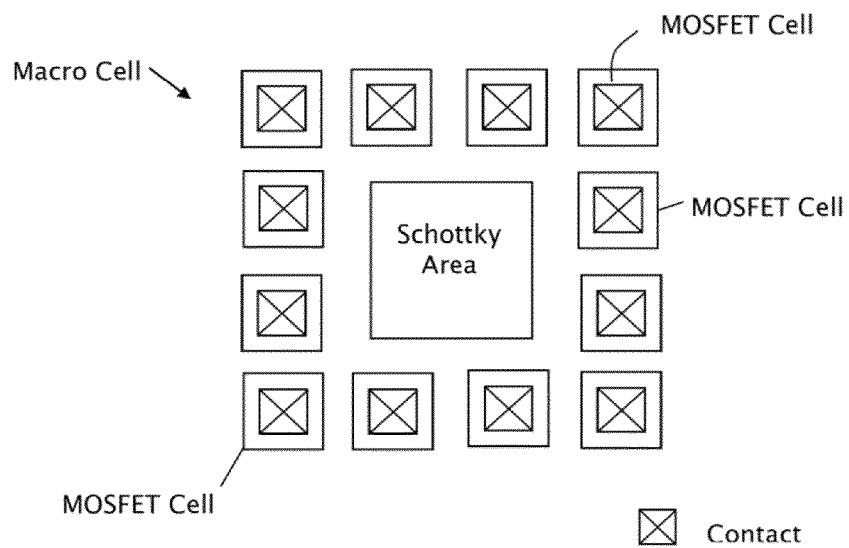 MOSFET Cell
Macro Cell
MOSFET Cell
Schottky
Area
MOSFET Cell
Contact